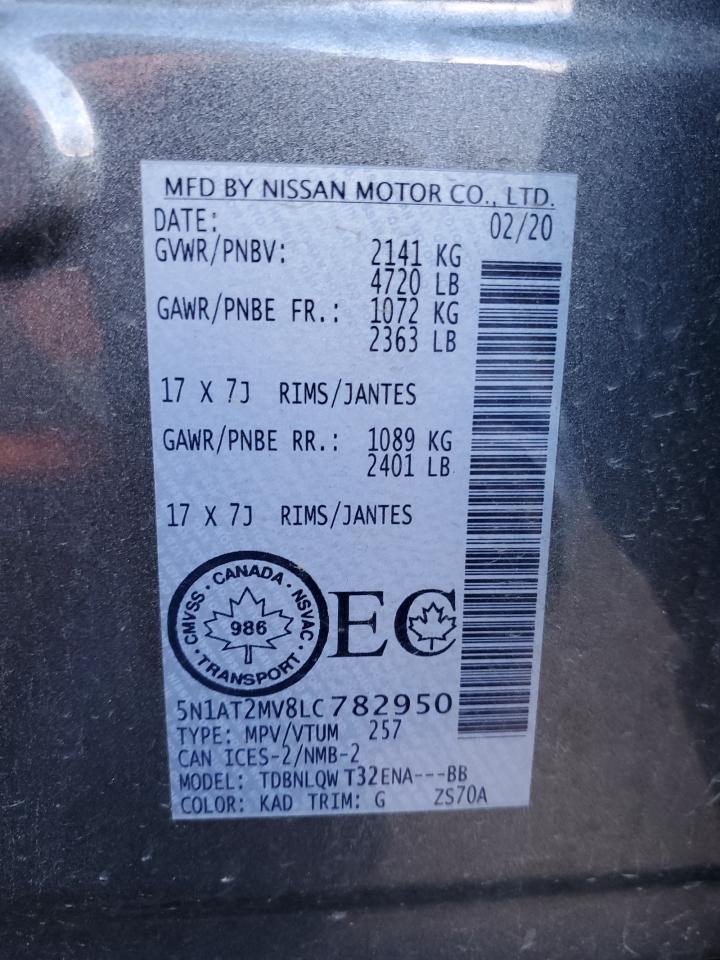 MFD BY NISSAN MOTOR CO., LTD.
DATE: 02/20
GVWR/PNBV: 2141 KG
4720 LB
GAWR/PNBE FR.: 1072 KG
2363 LB
17 X 7J RIMS/JANTES
GAWR/PNBE RR.: 1089 KG
2401 LB
17 X 7J RIMS/JANTES
CMVSS · CANADA · NSVAC · TRANSPORT ·
986
EC
5N1AT2MV8LC782950
TYPE: MPV/VTUM 257
CAN ICES-2/NMB-2
MODEL: TDBNLQW T32ENA---BB
COLOR: KAD TRIM: G ZS70A